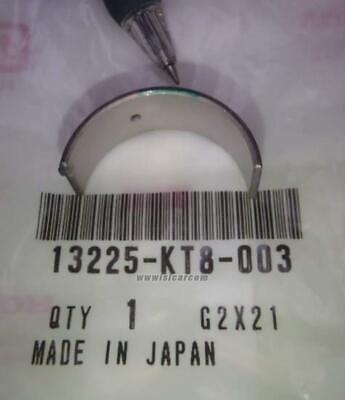 13225-KT8-003
www.isicar.com
QTY 1 G2X21
MADE IN JAPAN